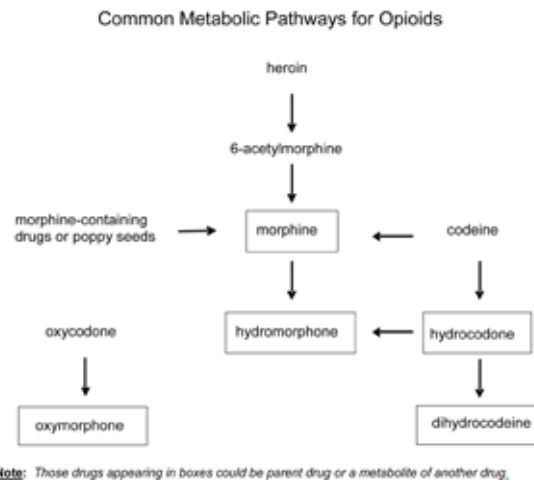 Common Metabolic Pathways for Opioids
heroin
6-acetylmorphine
morphine-containing
drugs or poppy seeds
morphine
codeine
oxycodone
hydromorphone
hydrocodone
oxymorphone
dihydrocodeine
Note: Those drugs appearing in boxes could be parent drug or a metabolite of another drug.